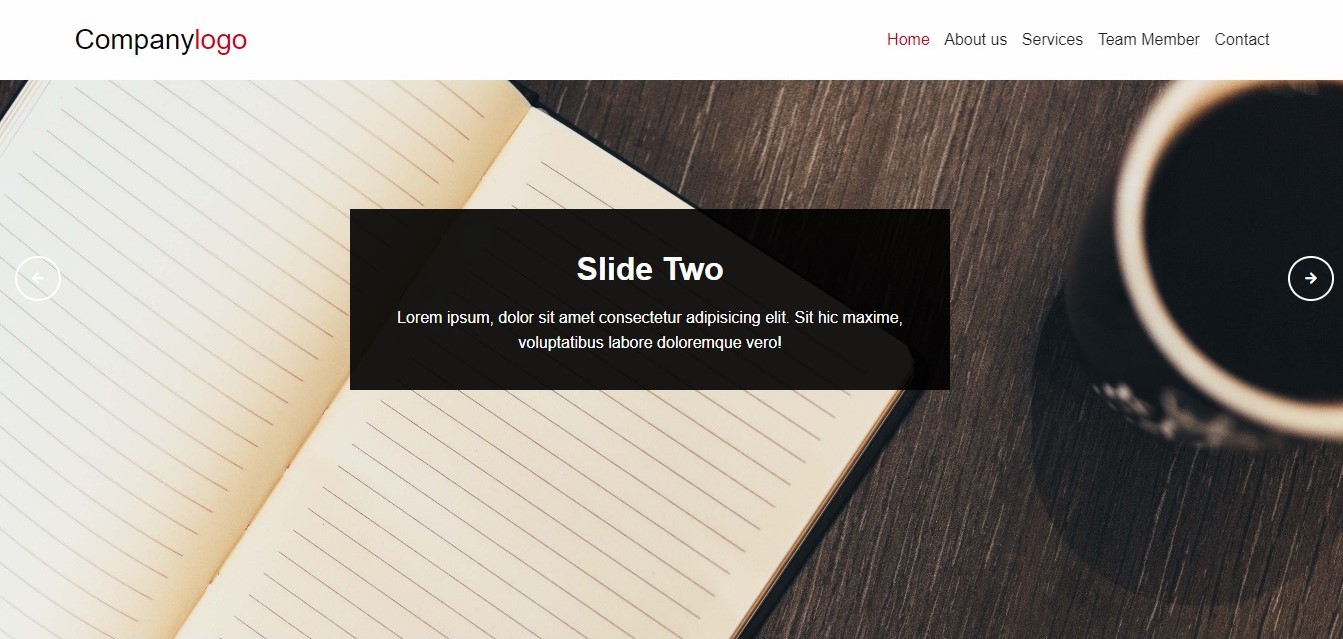 Companylogo
Home About us Services Team Member Contact
Slide Two
Lorem ipsum, dolor sit amet consectetur adipisicing elit. Sit hic maxime,
voluptatibus labore doloremque vero!